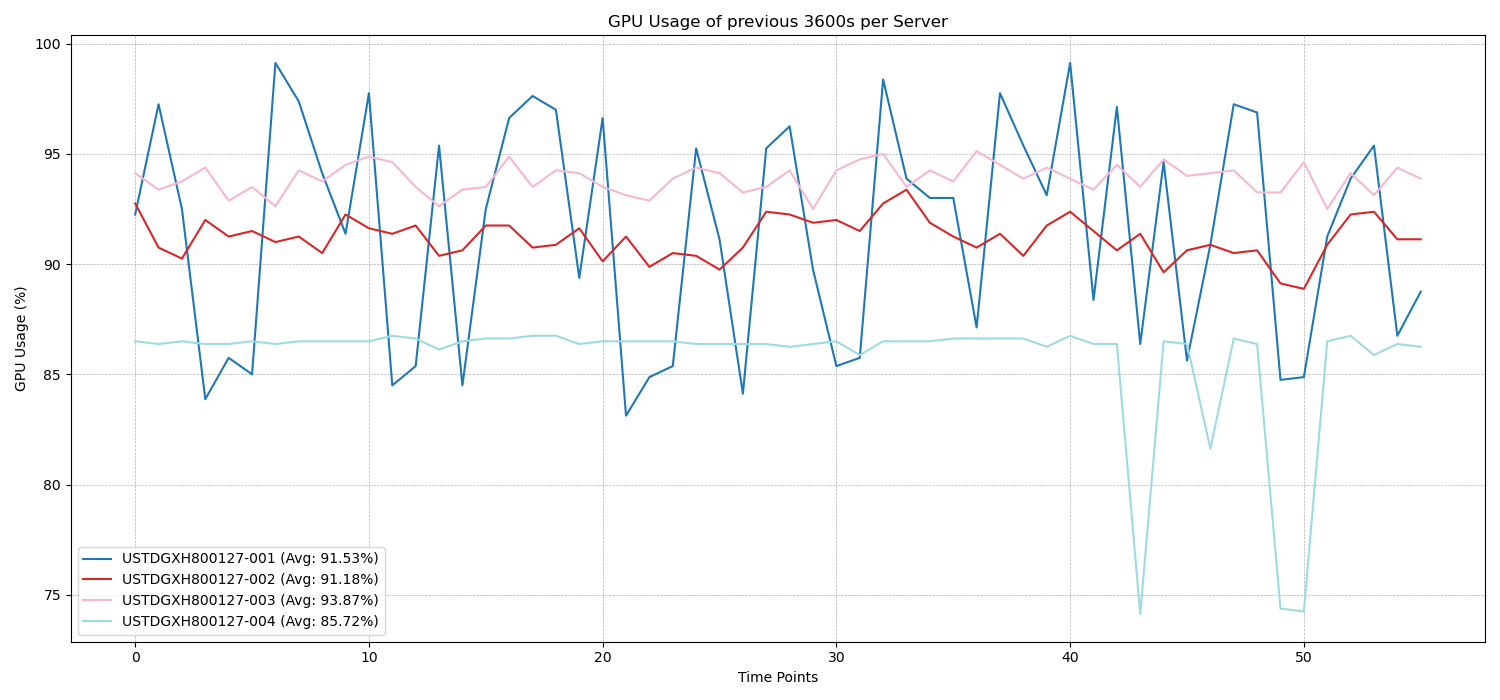 GPU Usage of previous 3600s per Server
100
95
90
85
80
75
GPU Usage (%)
USTDGXH800127-001 (Avg: 91.53%)
USTDGXH800127-002 (Avg: 91.18%)
USTDGXH800127-003 (Avg: 93.87%)
USTDGXH800127-004 (Avg: 85.72%)
0 10 20 30 40 50
Time Points